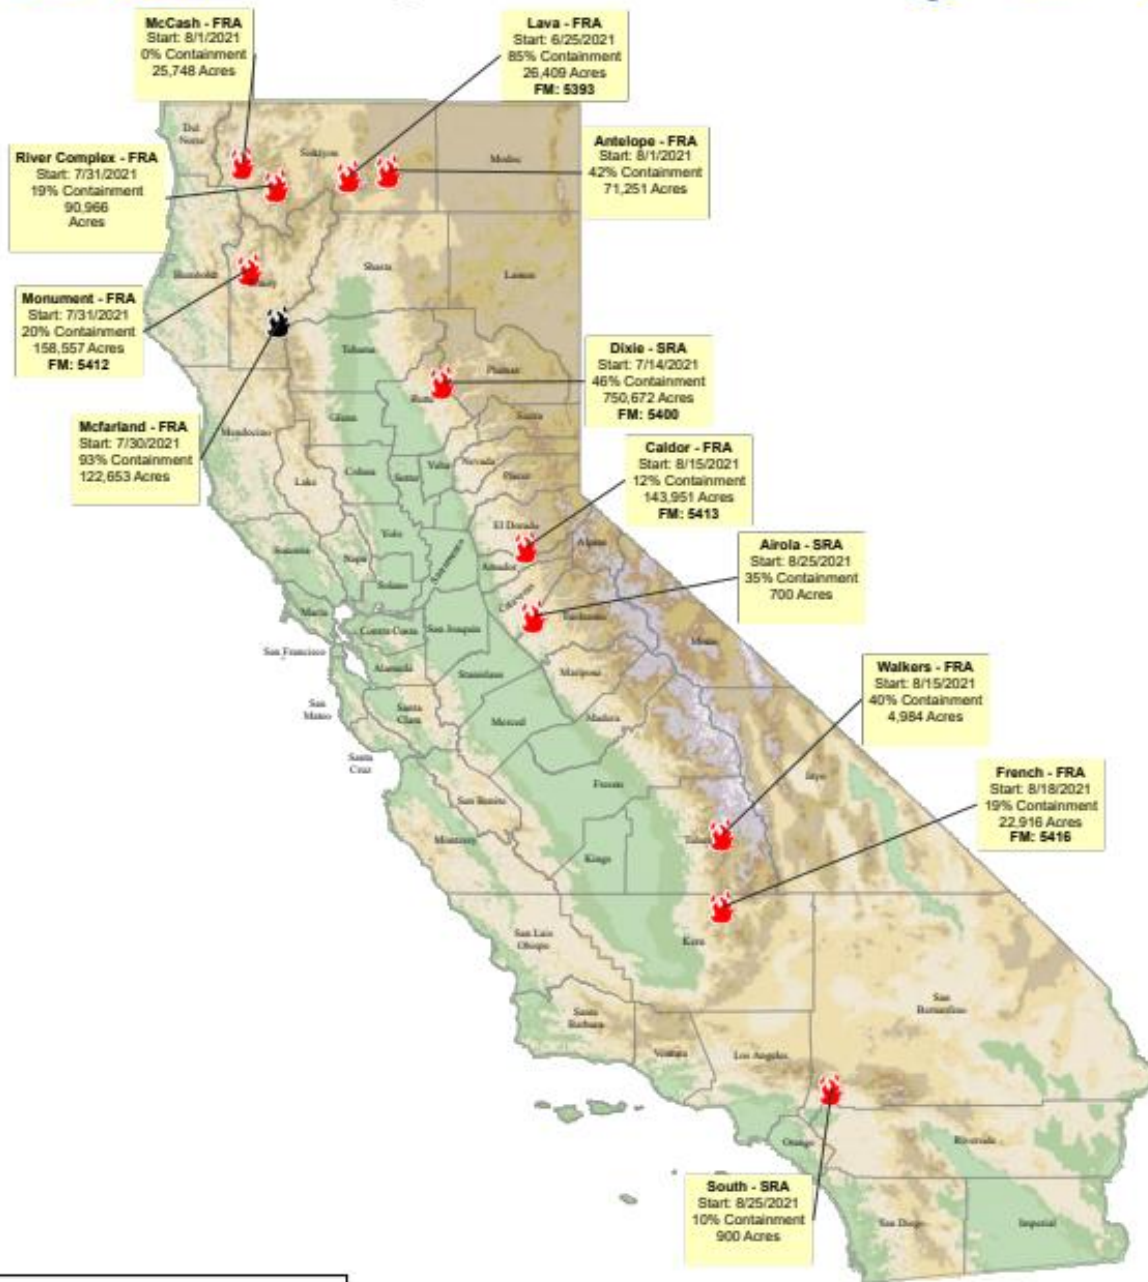 McCash - FRA
Start: 8/1/2021
0% Containment
25,748 Acres
Lava - FRA
Start: 6/25/2021
85% Containment
26,409 Acres
FM: 5393
River Complex - FRA
Start: 7/31/2021
19% Containment
90,966
Acres
Antelope - FRA
Start: 8/1/2021
42% Containment
71,251 Acres
Monument - FRA
Start: 7/31/2021
20% Containment
158,557 Acres
FM: 5412
Dixie - SRA
Start: 7/14/2021
46% Containment
750,672 Acres
FM: 5400
Mcfarland - FRA
Start: 7/30/2021
93% Containment
122,653 Acres
Caldor - FRA
Start: 8/15/2021
12% Containment
143,951 Acres
FM: 5413
Airola - SRA
Start: 8/25/2021
35% Containment
700 Acres
Walkers - FRA
Start: 8/15/2021
40% Containment
4,984 Acres
French - FRA
Start: 8/18/2021
19% Containment
22,916 Acres
FM: 5416
South - SRA
Start: 8/25/2021
10% Containment
900 Acres
Del
Norte
Siskiyou
Modoc
Humboldt
Shasta
Lassen
Tehama
Plumas
Butte
Glenn
Sierra
Mendocino
Colusa
Sutter
Yuba
Nevada
Placer
Lake
El Dorado
Yolo
Sonoma
Napa
Sacramento
Amador
Alpine
Solano
Calaveras
Marin
Contra Costa
San Joaquin
Tuolumne
Mono
San Francisco
Alameda
Stanislaus
Mariposa
San
Mateo
Santa
Clara
Merced
Madera
Santa
Cruz
Fresno
Inyo
San Benito
Monterey
Kings
San Luis
Obispo
Kern
San
Bernardino
Santa
Barbara
Ventura
Los Angeles
Orange
Riverside
San Diego
Imperial